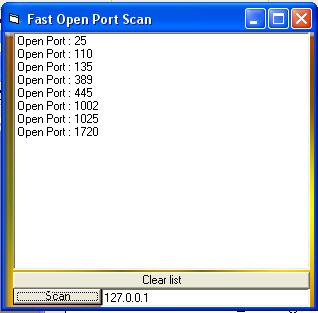 Fast Open Port Scan
Open Port : 25
Open Port : 110
Open Port : 135
Open Port : 389
Open Port : 445
Open Port : 1002
Open Port : 1025
Open Port : 1720
Clear list
Scan
127.0.0.1